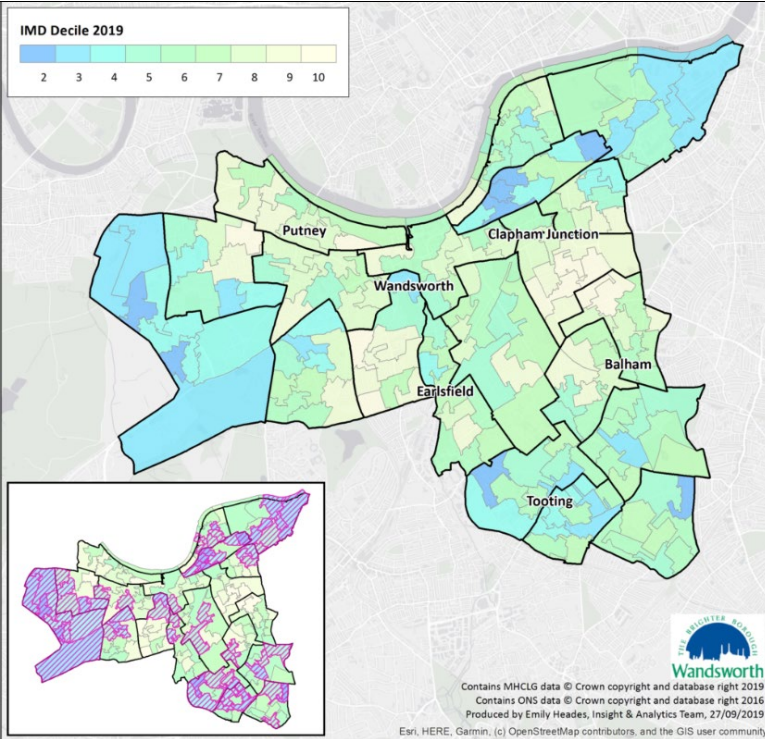 IMD Decile 2019
2 3 4 5 6 7 8 9 10
Putney
Clapham Junction
Wandsworth
Balham
Earlsfield
Tooting
THE BRIGHTER BOROUGH
Wandsworth
Contains MHCLG data © Crown copyright and database right 2019
Contains ONS data © Crown copyright and database right 2016
Produced by Emily Heades, Insight & Analytics Team, 27/09/2019
Esri, HERE, Garmin, (c) OpenStreetMap contributors, and the GIS user community